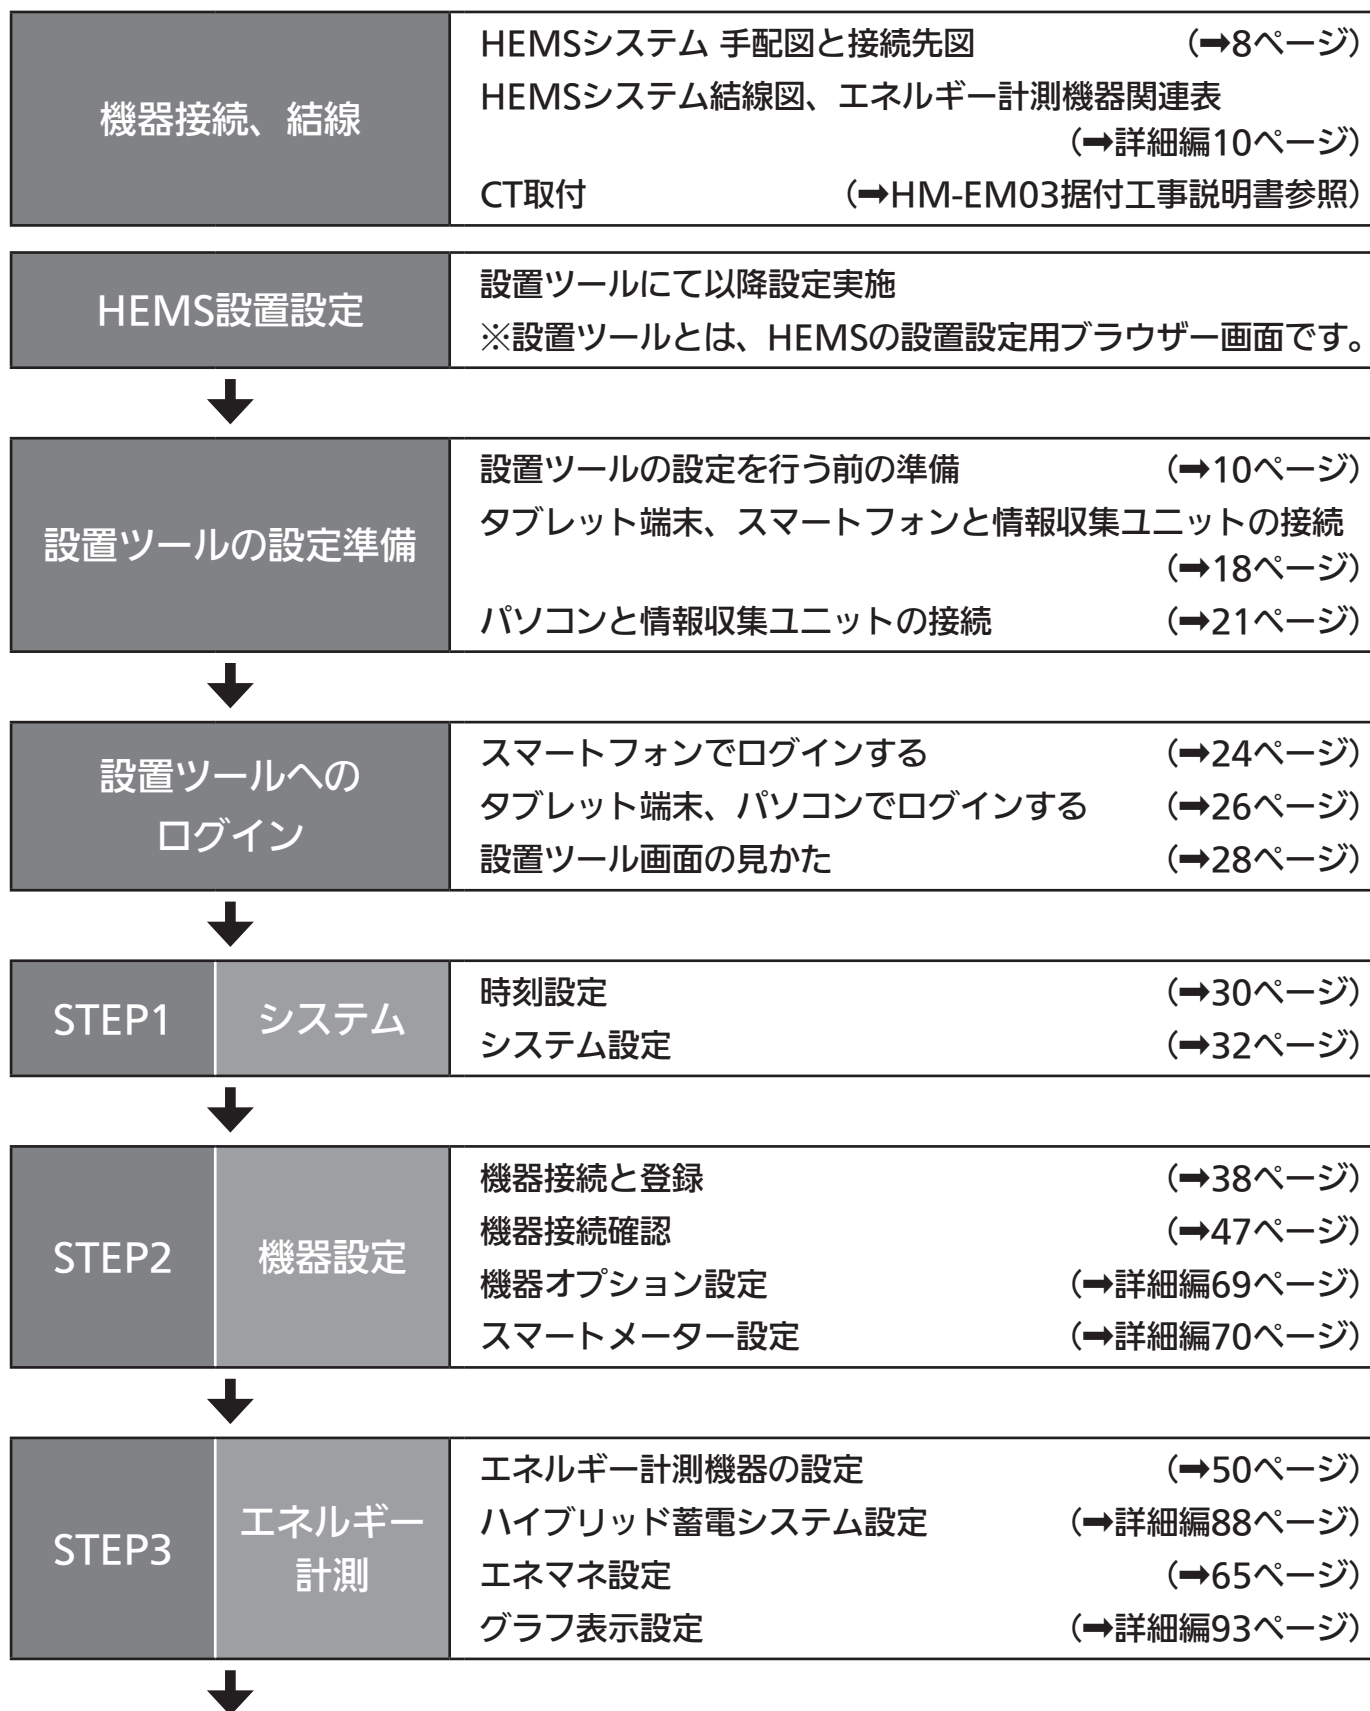 機器接続、結線
HEMSシステム 手配図と接続先図 (➡8ページ)
HEMSシステム結線図、エネルギー計測機器関連表
(➡詳細編10ページ)
CT取付 (➡HM-EM03据付工事説明書参照)
HEMS設置設定
設置ツールにて以降設定実施
※設置ツールとは、HEMSの設置設定用ブラウザー画面です。
設置ツールの設定準備
設置ツールの設定を行う前の準備 (➡10ページ)
タブレット端末、スマートフォンと情報収集ユニットの接続
(➡18ページ)
パソコンと情報収集ユニットの接続 (➡21ページ)
設置ツールへの
ログイン
スマートフォンでログインする (➡24ページ)
タブレット端末、パソコンでログインする (➡26ページ)
設置ツール画面の見かた (➡28ページ)
STEP1 システム
時刻設定 (➡30ページ)
システム設定 (➡32ページ)
STEP2 機器設定
機器接続と登録 (➡38ページ)
機器接続確認 (➡47ページ)
機器オプション設定 (➡詳細編69ページ)
スマートメーター設定 (➡詳細編70ページ)
STEP3 エネルギー
計測
エネルギー計測機器の設定 (➡50ページ)
ハイブリッド蓄電システム設定 (➡詳細編88ページ)
エネマネ設定 (➡65ページ)
グラフ表示設定 (➡詳細編93ページ)